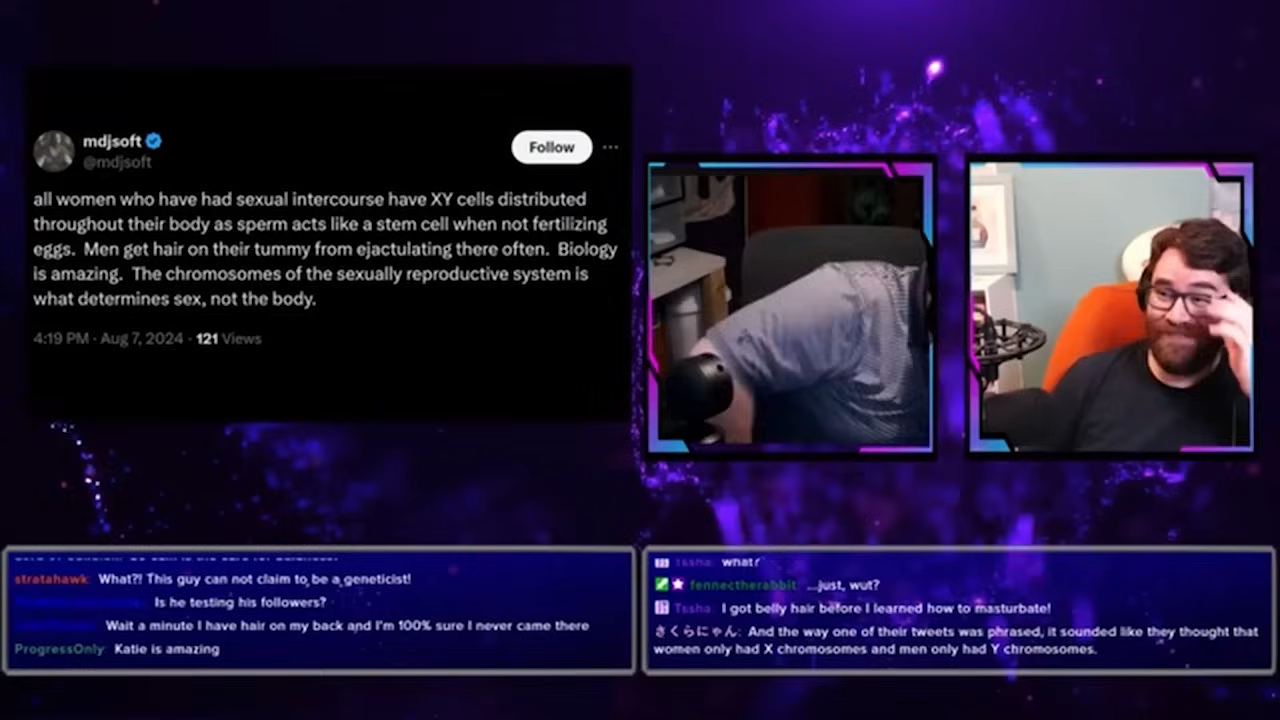 mdjsoft
@mdjsoft
Follow
all women who have had sexual intercourse have XY cells distributed
throughout their body as sperm acts like a stem cell when not fertilizing
eggs. Men get hair on their tummy from ejactulating there often. Biology
is amazing. The chromosomes of the sexually reproductive system is
what determines sex, not the body.
4:19 PM · Aug 7, 2024 · 121 Views
stratahawk: What?! This guy can not claim to be a geneticist!
Is he testing his followers?
Wait a minute I have hair on my back and I'm 100% sure I never came there
ProgressOnly: Katie is amazing
Tssha: what?
fennectherabbit: ...just, wut?
Tssha: I got belly hair before I learned how to masturbate!
さくらにゃん: And the way one of their tweets was phrased, it sounded like they thought that
women only had X chromosomes and men only had Y chromosomes.